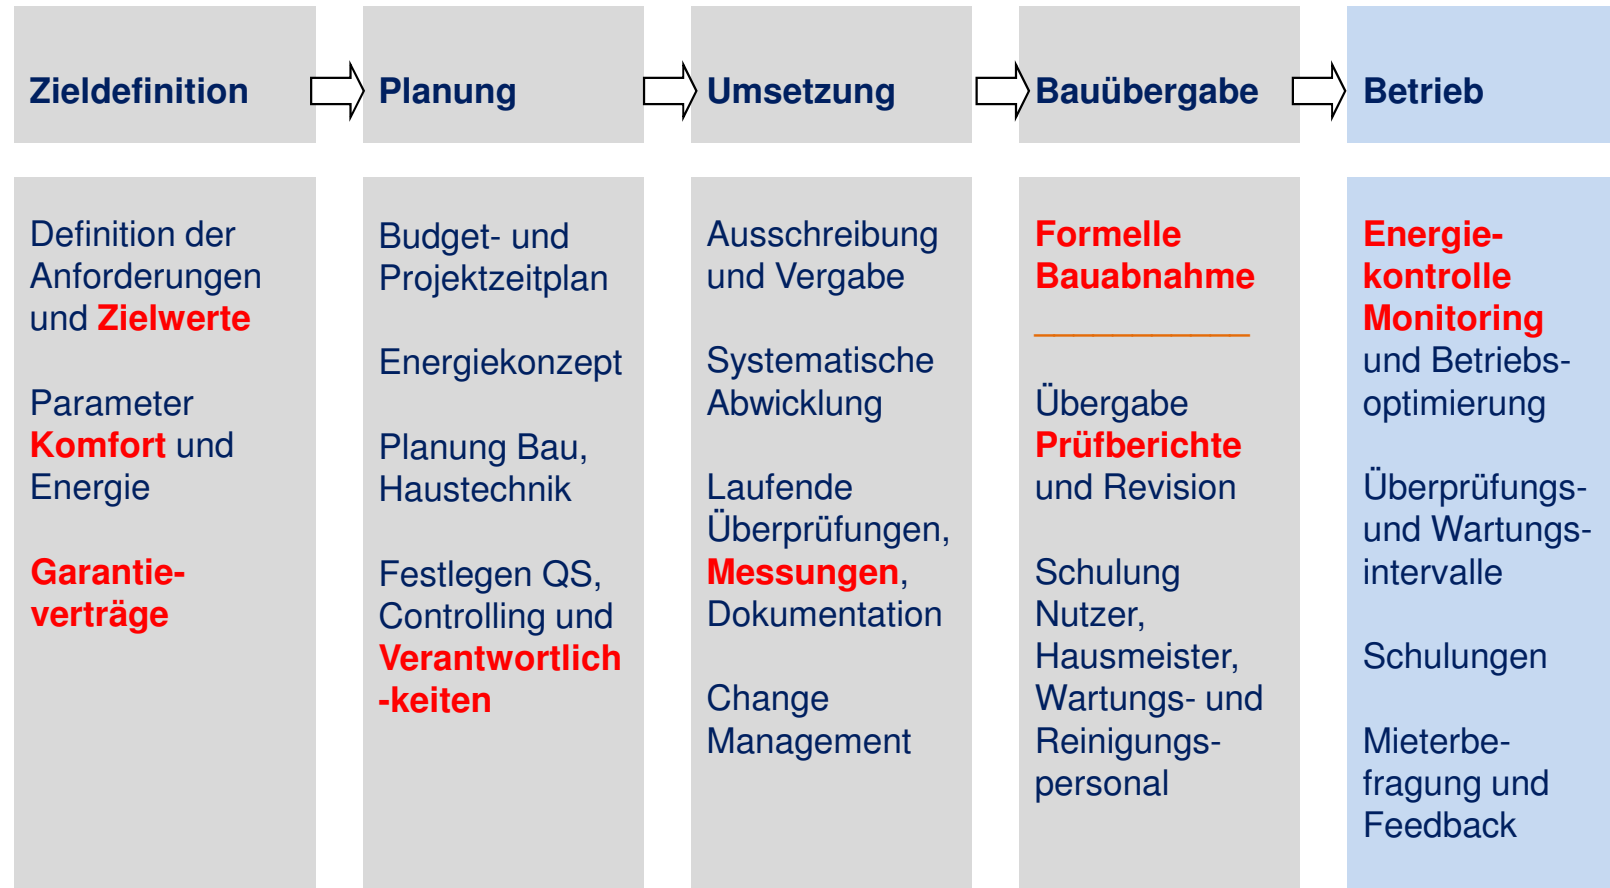 Zieldefinition
Planung
Umsetzung
Bauübergabe
Betrieb
Definition der
Anforderungen
und Zielwerte
Parameter
Komfort und
Energie
Garantie-
verträge
Budget- und
Projektzeitplan
Energiekonzept
Planung Bau,
Haustechnik
Festlegen QS,
Controlling und
Verantwortlich
-keiten
Ausschreibung
und Vergabe
Systematische
Abwicklung
Laufende
Überprüfungen,
Messungen,
Dokumentation
Change
Management
Formelle
Bauabnahme
Übergabe
Prüfberichte
und Revision
Schulung
Nutzer,
Hausmeister,
Wartungs- und
Reinigungs-
personal
Energie-
kontrolle
Monitoring
und Betriebs-
optimierung
Überprüfungs-
und Wartungs-
intervalle
Schulungen
Mieterbe-
fragung und
Feedback